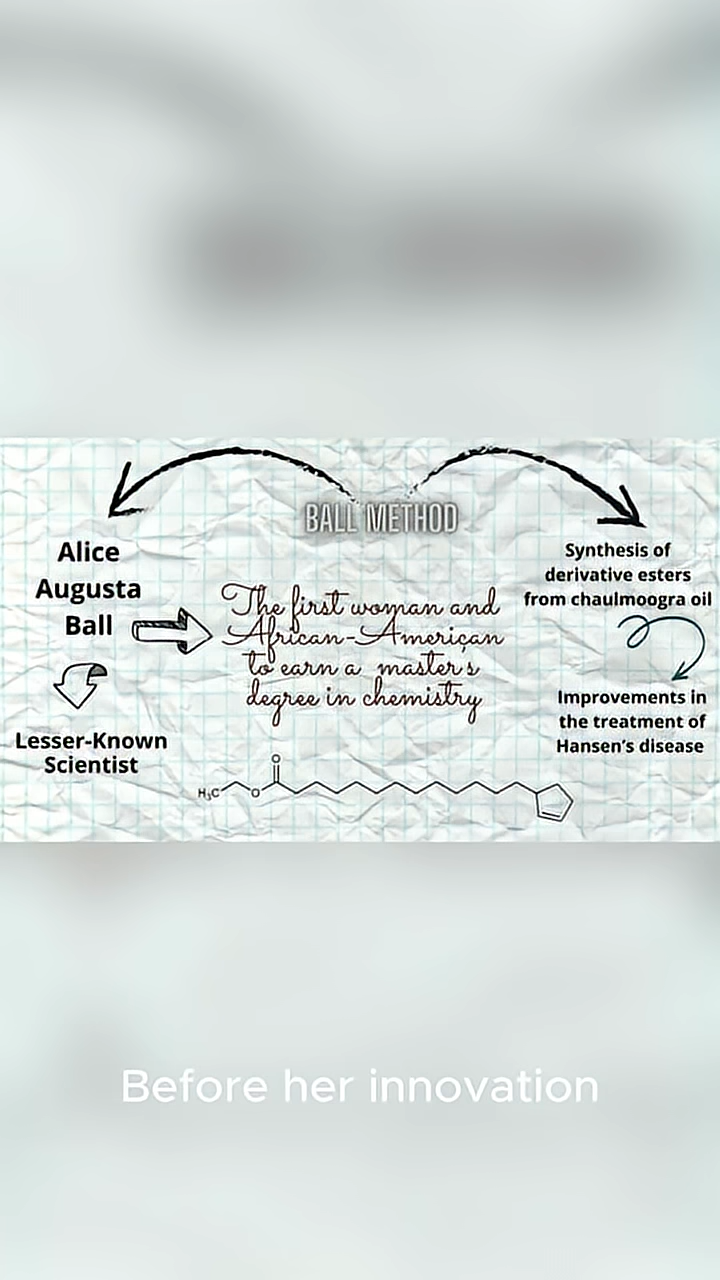 BALL METHOD
Alice
Augusta
Ball
Lesser-Known
Scientist
The first woman and
African-American
to earn a master's
degree in chemistry
Synthesis of
derivative esters
from chaulmoogra oil
Improvements in
the treatment of
Hansen's disease
H₃C O O
Before her innovation